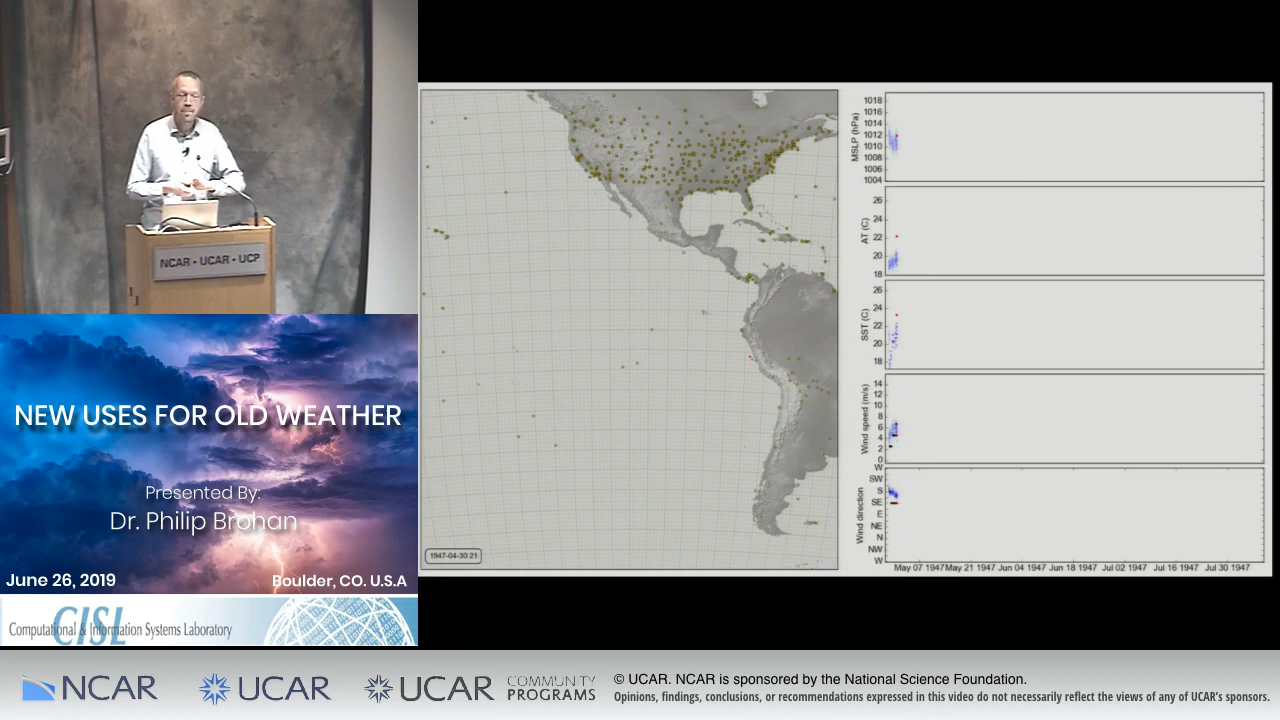 NCAR - UCAR - UCP
NEW USES FOR OLD WEATHER
Presented By:
Dr. Philip Brohan
June 26, 2019
Boulder, CO. U.S.A
CISL
Computational & Information Systems Laboratory
1947-04-30:21
MSLP (hPa)
1018
1016
1014
1012
1010
1008
1006
1004
AT (C)
26
24
22
20
18
SST (C)
26
24
22
20
18
Wind speed (m/s)
14
12
10
8
6
4
2
0
Wind direction
W
SW
S
SE
E
NE
N
NW
W
May 07 1947 May 21 1947 Jun 04 1947 Jun 18 1947 Jul 02 1947 Jul 16 1947 Jul 30 1947
NCAR
UCAR
UCAR COMMUNITY PROGRAMS
© UCAR. NCAR is sponsored by the National Science Foundation.
Opinions, findings, conclusions, or recommendations expressed in this video do not necessarily reflect the views of any of UCAR's sponsors.